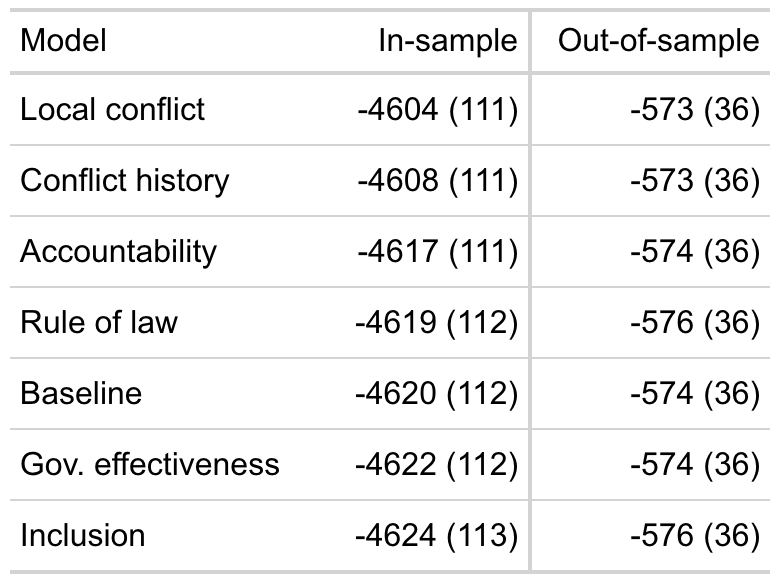 Model In-sample Out-of-sample
Local conflict -4604 (111) -573 (36)
Conflict history -4608 (111) -573 (36)
Accountability -4617 (111) -574 (36)
Rule of law -4619 (112) -576 (36)
Baseline -4620 (112) -574 (36)
Gov. effectiveness -4622 (112) -574 (36)
Inclusion -4624 (113) -576 (36)